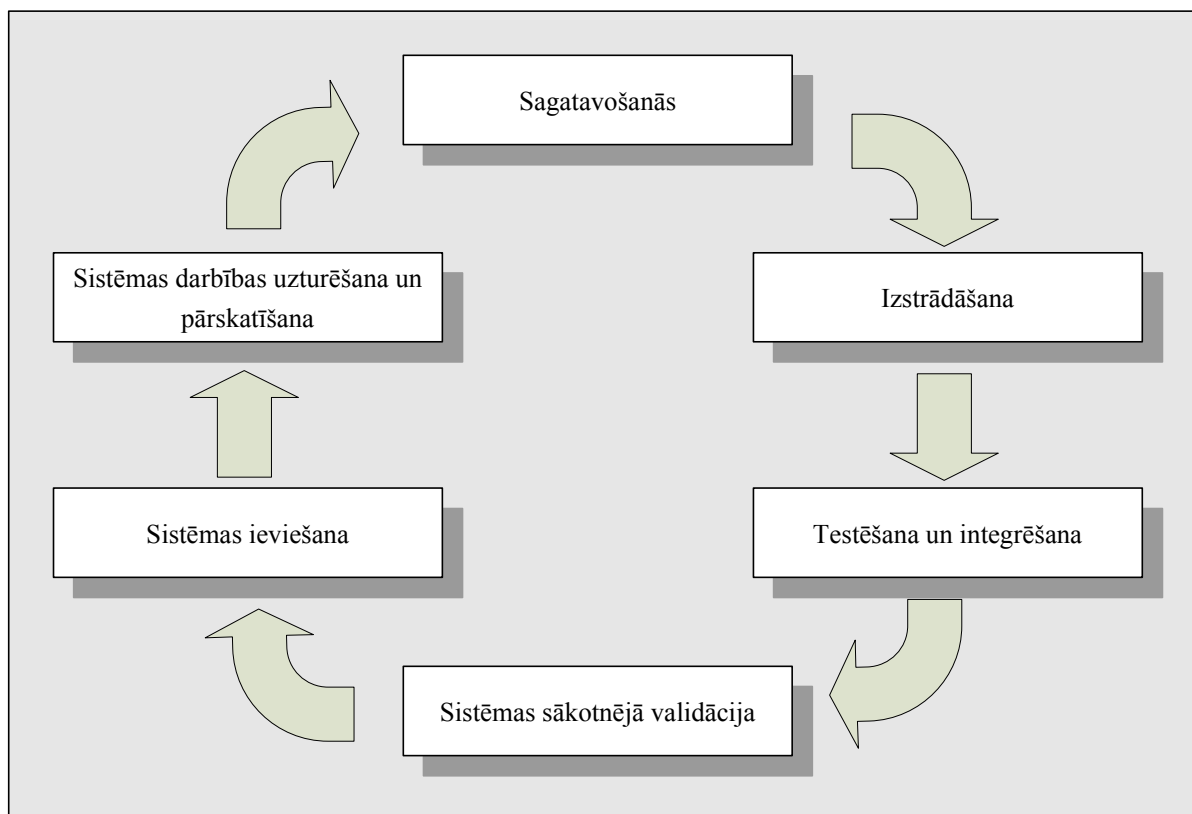 Sagatavošanās
Sistēmas darbības uzturēšana un
pārskatīšana
Izstrādāšana
Sistēmas ieviešana
Testēšana un integrēšana
Sistēmas sākotnējā validācija